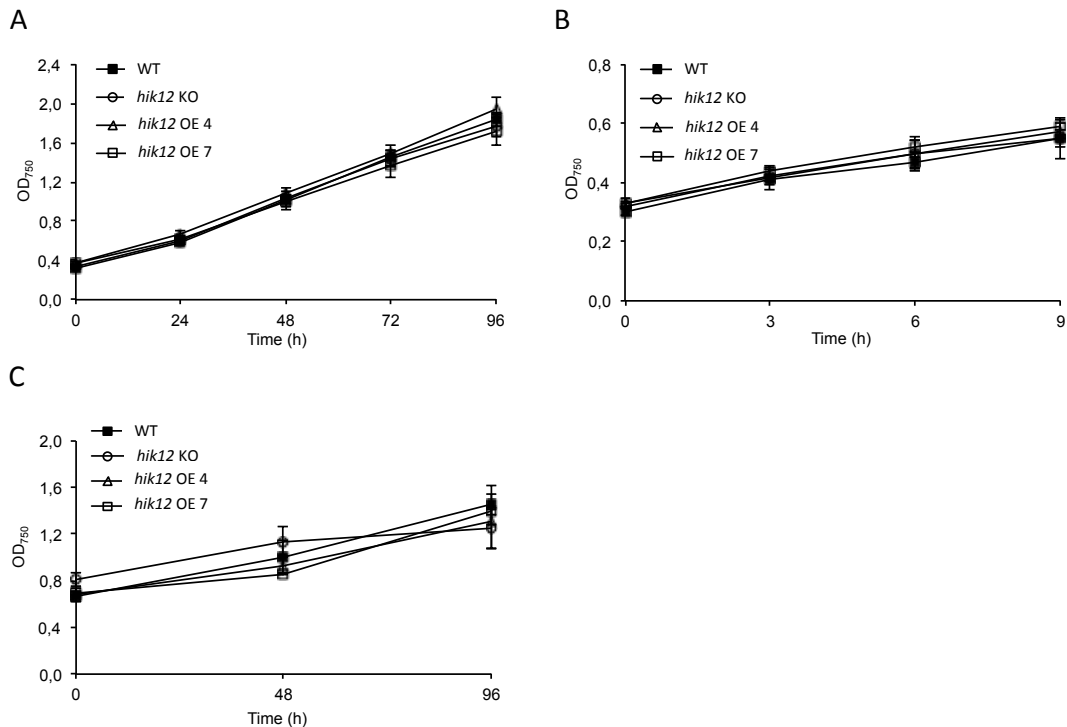 A
2,4
2,0
1,6
1,2
0,8
0,4
0,0
OD750
WT
hik12 KO
hik12 OE 4
hik12 OE 7
0 24 48 72 96
Time (h)
B
0,8
0,6
0,4
0,2
0,0
OD750
WT
hik12 KO
hik12 OE 4
hik12 OE 7
0 3 6 9
Time (h)
C
2,0
1,6
1,2
0,8
0,4
0,0
OD750
WT
hik12 KO
hik12 OE 4
hik12 OE 7
0 48 96
Time (h)